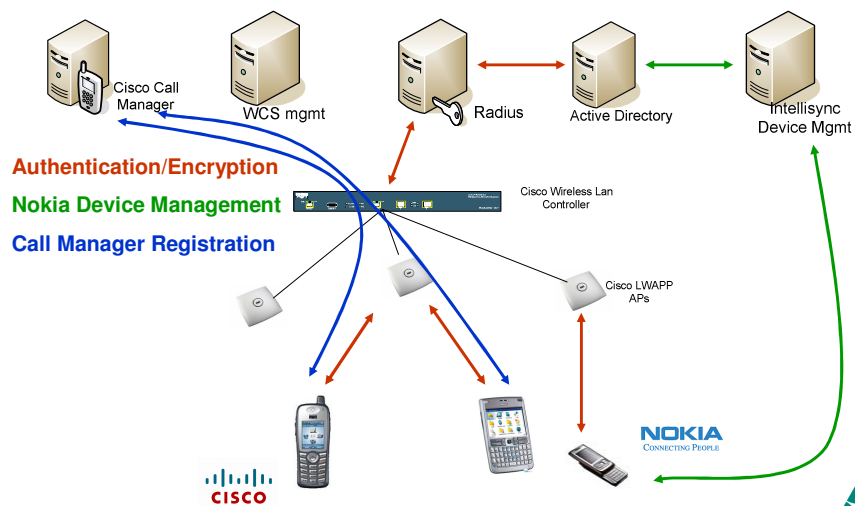 Cisco Call
Manager
WCS mgmt
Radius
Active Directory
Intellisync
Device Mgmt
Authentication/Encryption
Nokia Device Management
Call Manager Registration
Cisco Wireless Lan
Controller
Cisco LWAPP
APs
NOKIA
CONNECTING PEOPLE
CISCO